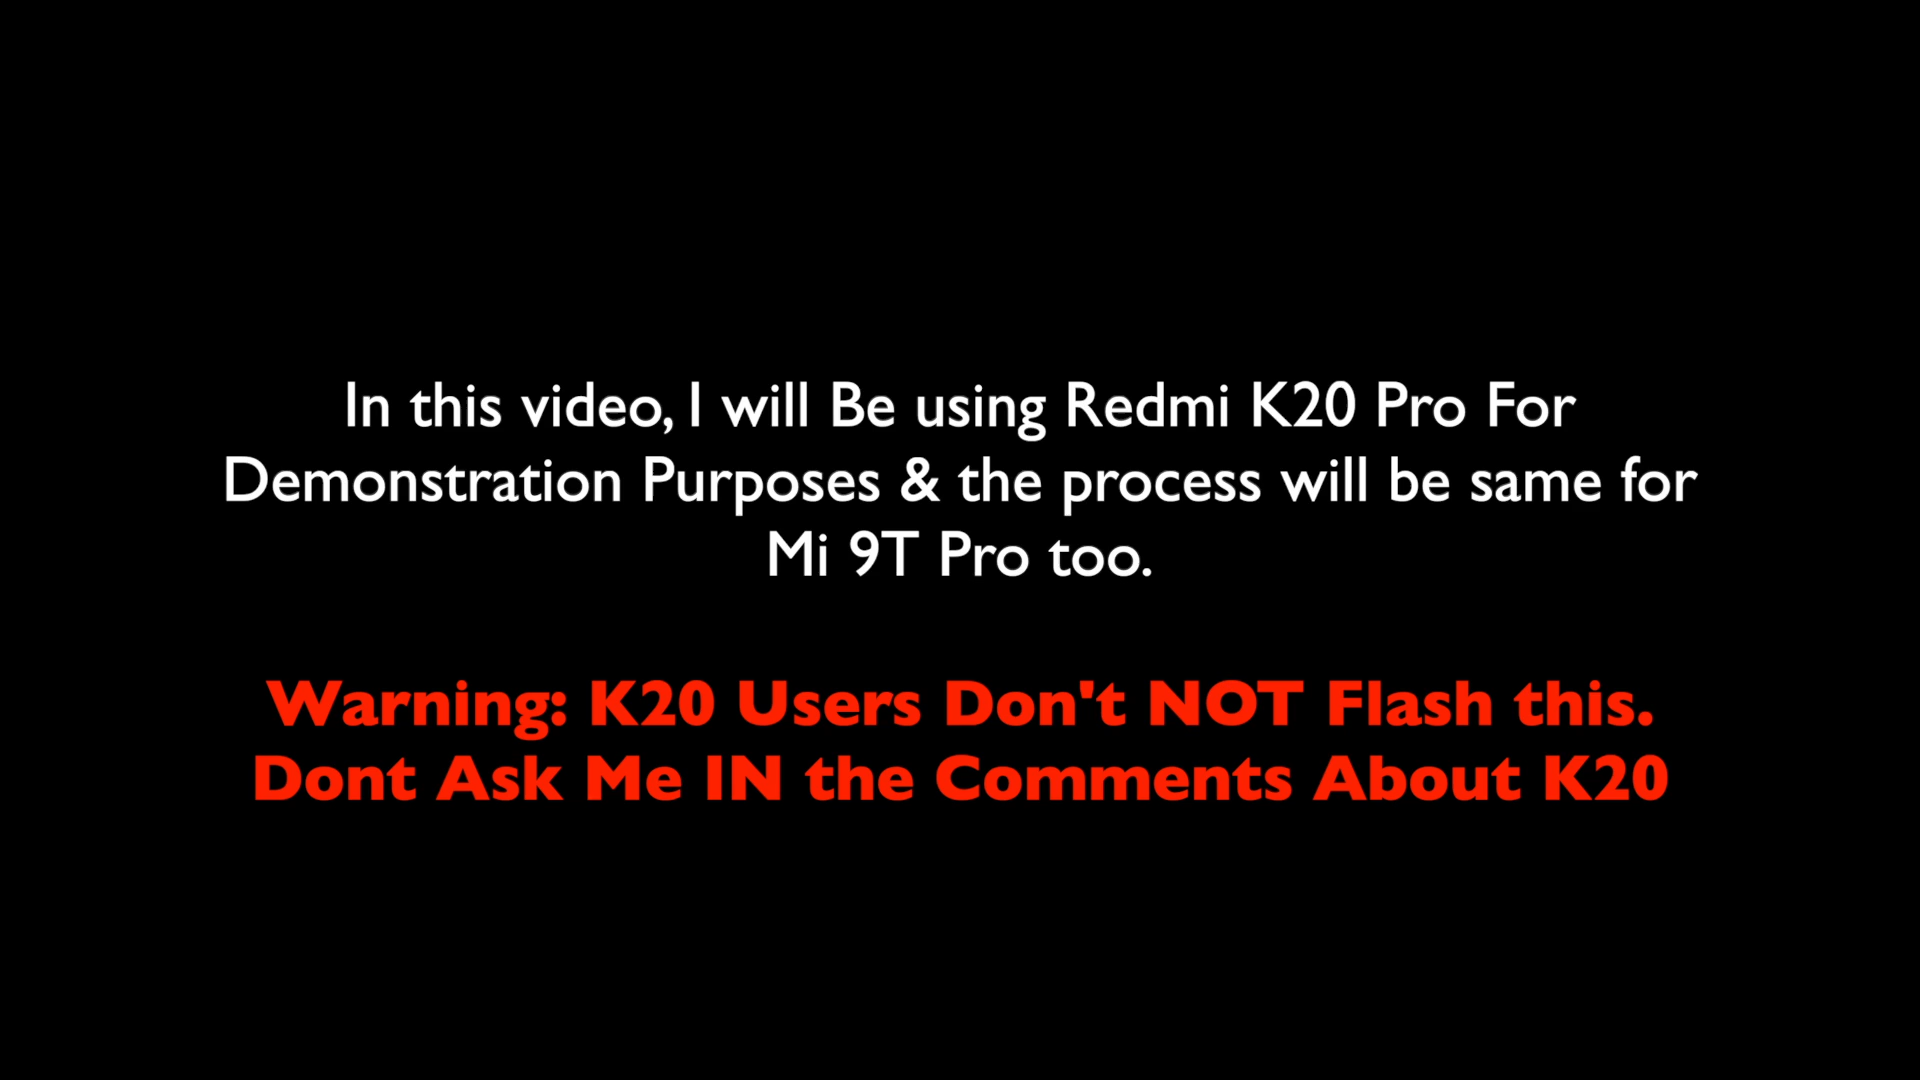 In this video, I will Be using Redmi K20 Pro For
Demonstration Purposes & the process will be same for
Mi 9T Pro too.
Warning: K20 Users Don't NOT Flash this.
Dont Ask Me IN the Comments About K20